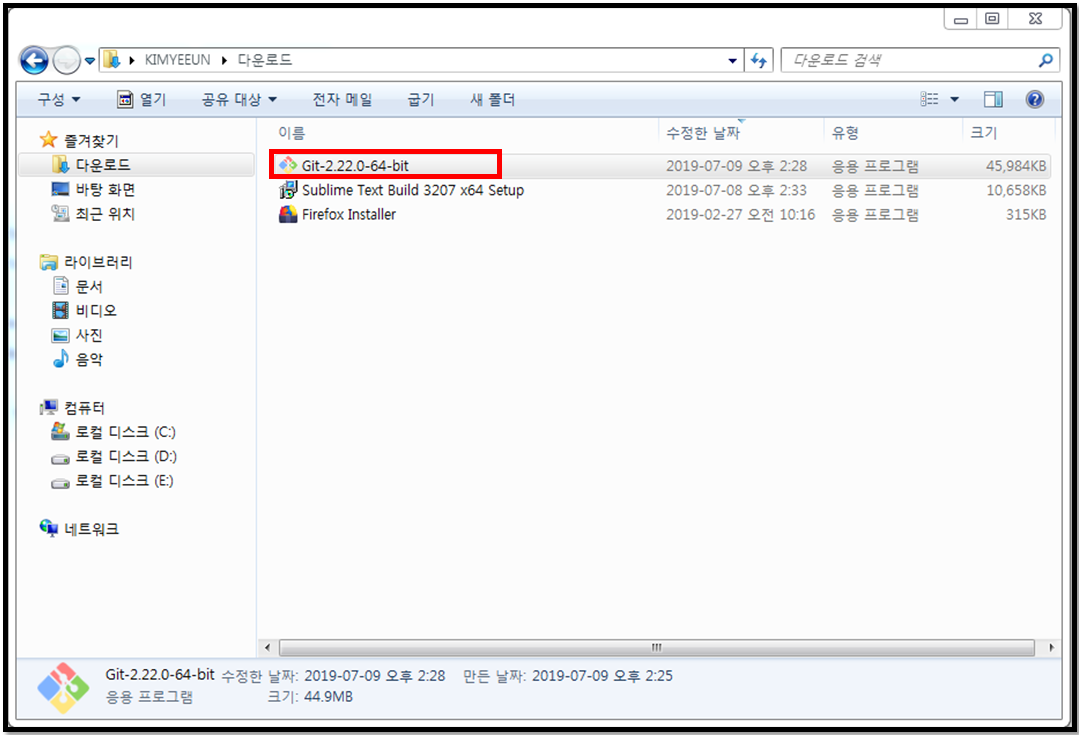 KIMYEEUN 다운로드
다운로드 검색
구성 열기 공유 대상 전자 메일 굽기 새 폴더
즐겨찾기
다운로드
바탕 화면
최근 위치
라이브러리
문서
비디오
사진
음악
컴퓨터
로컬 디스크 (C:)
로컬 디스크 (D:)
로컬 디스크 (E:)
네트워크
이름 수정한 날짜 유형 크기
Git-2.22.0-64-bit 2019-07-09 오후 2:28 응용 프로그램 45,984KB
Sublime Text Build 3207 x64 Setup 2019-07-08 오후 2:33 응용 프로그램 10,658KB
Firefox Installer 2019-02-27 오전 10:16 응용 프로그램 315KB
Git-2.22.0-64-bit 수정한 날짜: 2019-07-09 오후 2:28 만든 날짜: 2019-07-09 오후 2:25
응용 프로그램 크기: 44.9MB